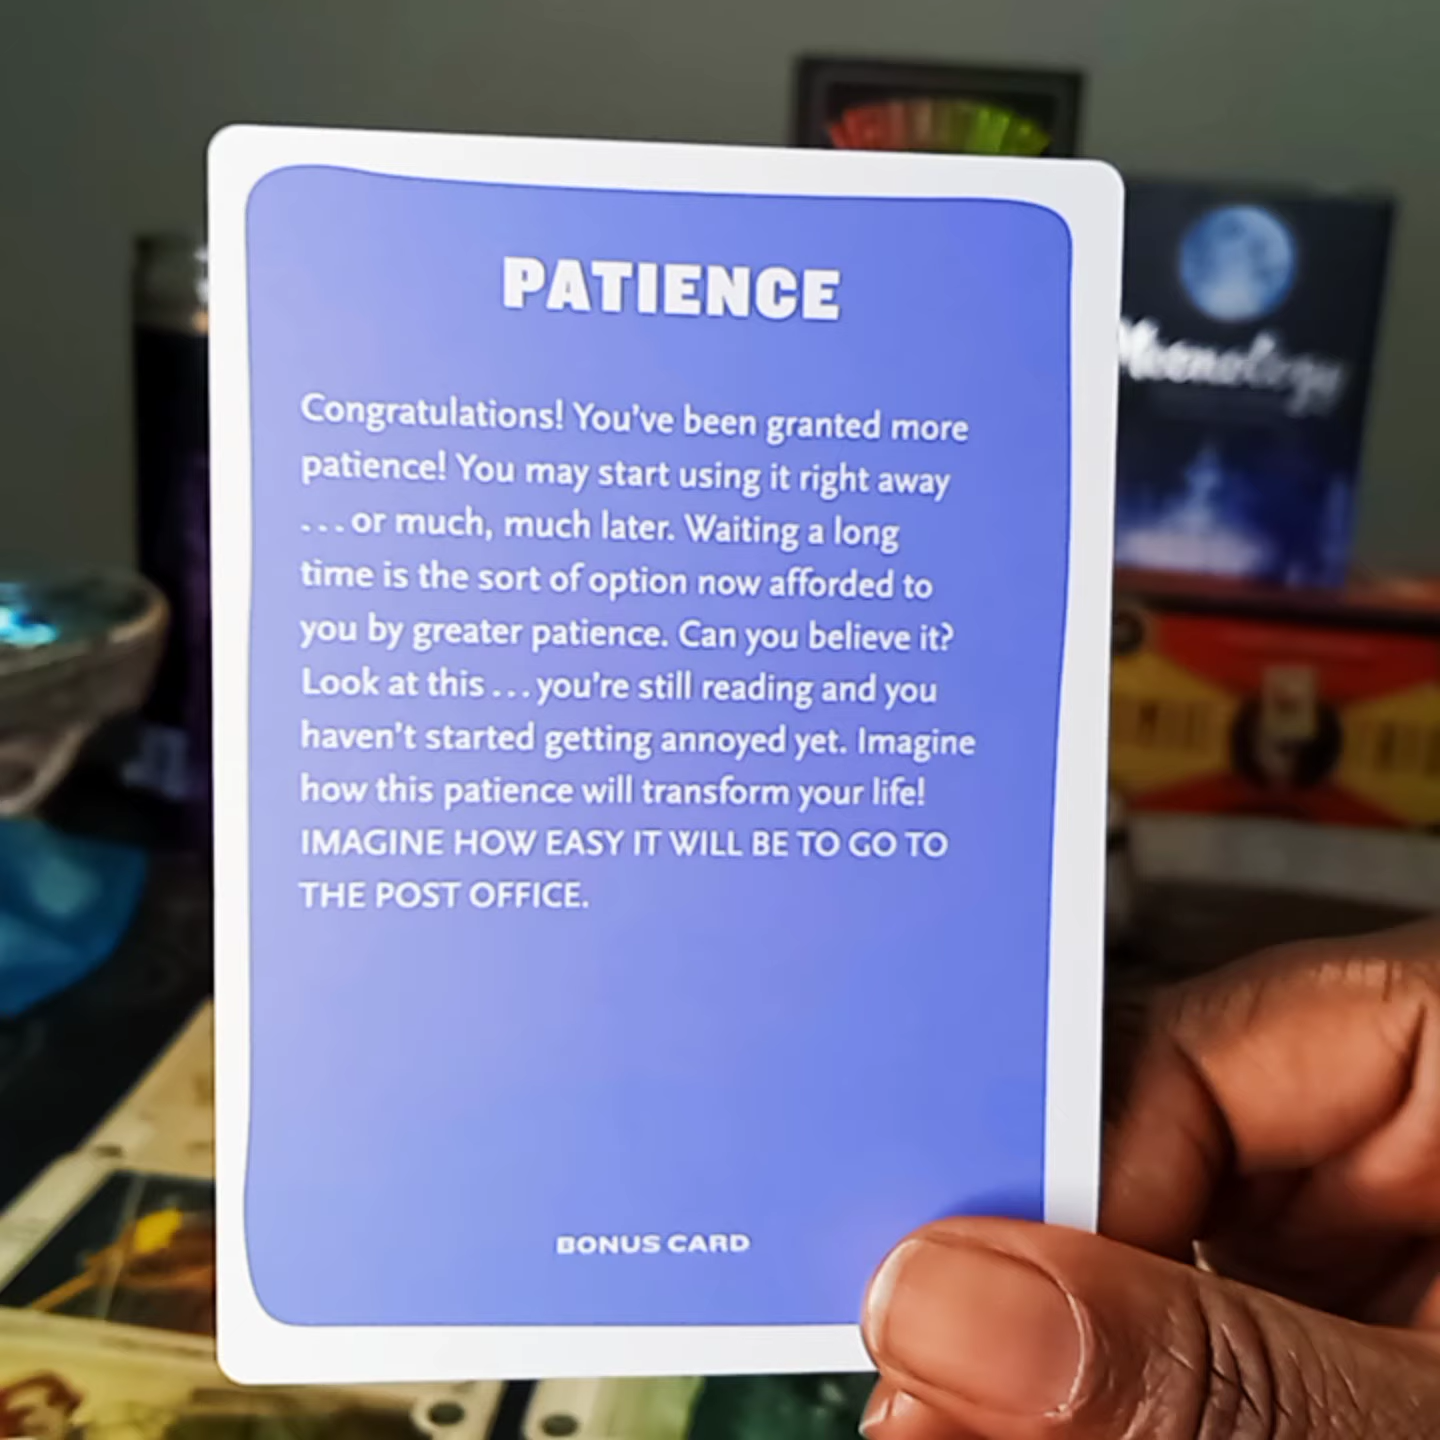 PATIENCE
Congratulations! You've been granted more
patience! You may start using it right away
...or much, much later. Waiting a long
time is the sort of option now afforded to
you by greater patience. Can you believe it?
Look at this...you're still reading and you
haven't started getting annoyed yet. Imagine
how this patience will transform your life!
IMAGINE HOW EASY IT WILL BE TO GO TO
THE POST OFFICE.
BONUS CARD
Moonology